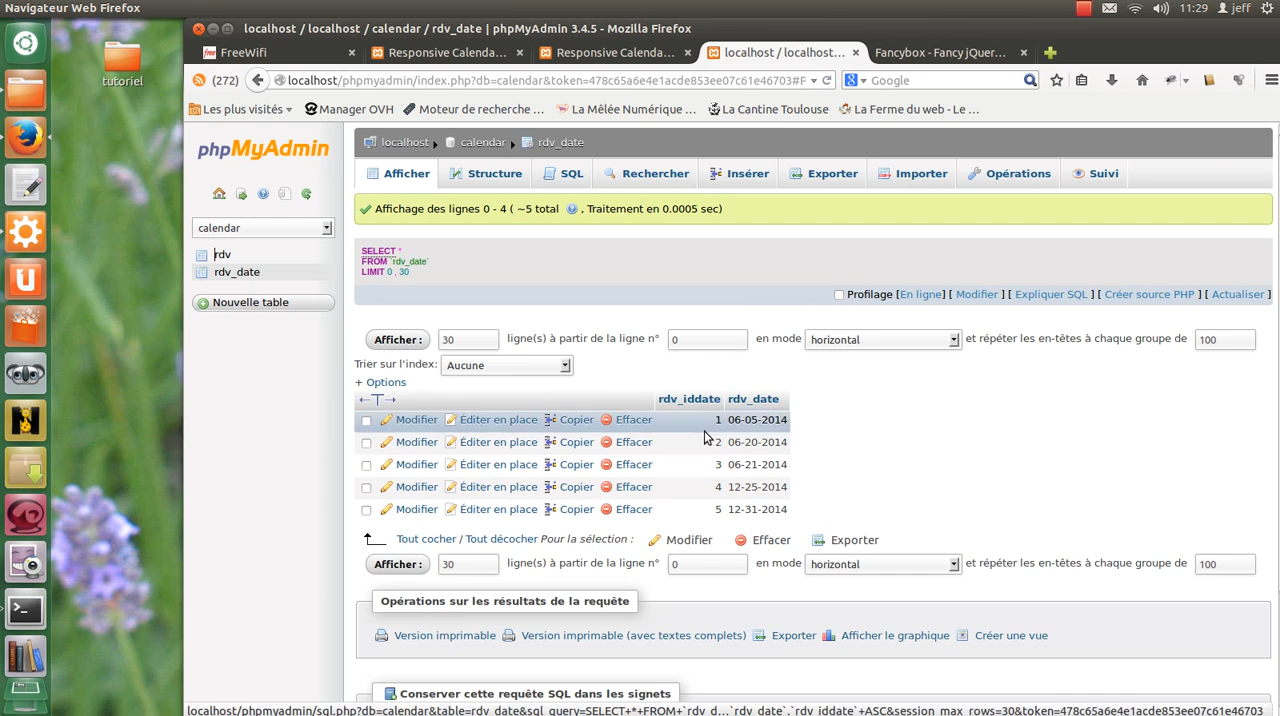 Navigateur Web Firefox
11:29 jeff
localhost / localhost / calendar / rdv_date | phpMyAdmin 3.4.5 - Mozilla Firefox
FreeWifi
Responsive Calenda...
Responsive Calenda...
localhost / localhost...
Fancybox - Fancy jQuer...
(272)
localhost/phpmyadmin/index.php?db=calendar&token=478c65a6e4e1acde853ee07c61e46703#P
Google
Les plus visités
Manager OVH
Moteur de recherche ...
La Mêlée Numérique ...
La Cantine Toulouse
La Ferme du web - Le ...
tutoriel
phpMyAdmin
calendar
rdv
rdv_date
Nouvelle table
localhost
calendar
rdv_date
Afficher
Structure
SQL
Rechercher
Insérer
Exporter
Importer
Opérations
Suivi
Affichage des lignes 0 - 4 ( ~5 total , Traitement en 0.0005 sec)
SELECT *
FROM `rdv_date`
LIMIT 0 , 30
Profilage [En ligne] [ Modifier ] [ Expliquer SQL ] [ Créer source PHP ] [ Actualiser ]
Afficher : 30 ligne(s) à partir de la ligne n° 0 en mode horizontal et répéter les en-têtes à chaque groupe de 100
Trier sur l'index: Aucune
+ Options
←T→ rdv_iddate rdv_date
Modifier Éditer en place Copier Effacer 1 06-05-2014
Modifier Éditer en place Copier Effacer 2 06-20-2014
Modifier Éditer en place Copier Effacer 3 06-21-2014
Modifier Éditer en place Copier Effacer 4 12-25-2014
Modifier Éditer en place Copier Effacer 5 12-31-2014
Tout cocher / Tout décocher Pour la sélection : Modifier Effacer Exporter
Afficher : 30 ligne(s) à partir de la ligne n° 0 en mode horizontal et répéter les en-têtes à chaque groupe de 100
Opérations sur les résultats de la requête
Version imprimable Version imprimable (avec textes complets) Exporter Afficher le graphique Créer une vue
Conserver cette requête SQL dans les signets
localhost/phpmyadmin/sql.php?db=calendar&table=rdv_date&sql_query=SELECT+*+FROM+`rdv_d...`rdv_date`.`rdv_iddate`+ASC&session_max_rows=30&token=478c65a6e4e1acde853ee07c61e46703